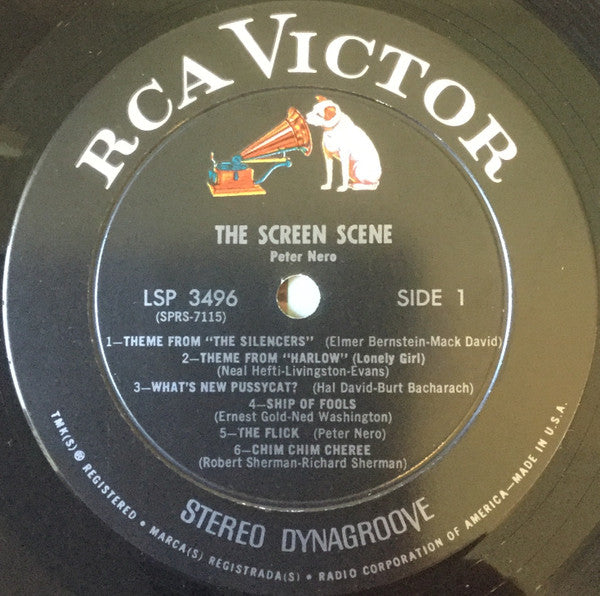 RCA VICTOR
THE SCREEN SCENE
Peter Nero
LSP 3496 SIDE 1
(SPRS-7115)
1—THEME FROM "THE SILENCERS" (Elmer Bernstein-Mack David)
2—THEME FROM "HARLOW" (Lonely Girl)
(Neal Hefti-Livingston-Evans)
3—WHAT'S NEW PUSSYCAT? (Hal David-Burt Bacharach)
4—SHIP OF FOOLS
(Ernest Gold-Ned Washington)
5—THE FLICK (Peter Nero)
6—CHIM CHIM CHEREE
(Robert Sherman-Richard Sherman)
STEREO DYNAGROOVE
TMK(S) ® REGISTERED • MARCA(S) REGISTRADA(S) • RADIO CORPORATION OF AMERICA—MADE IN U.S.A.